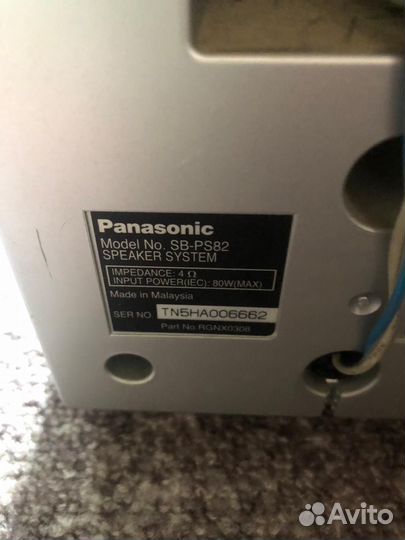 Panasonic
Model No. SB-PS82
SPEAKER SYSTEM
IMPEDANCE: 4 Ω
INPUT POWER(IEC): 80W(MAX)
Made in Malaysia
SER NO TN5HA006662
Part No RGNX0308
Avito